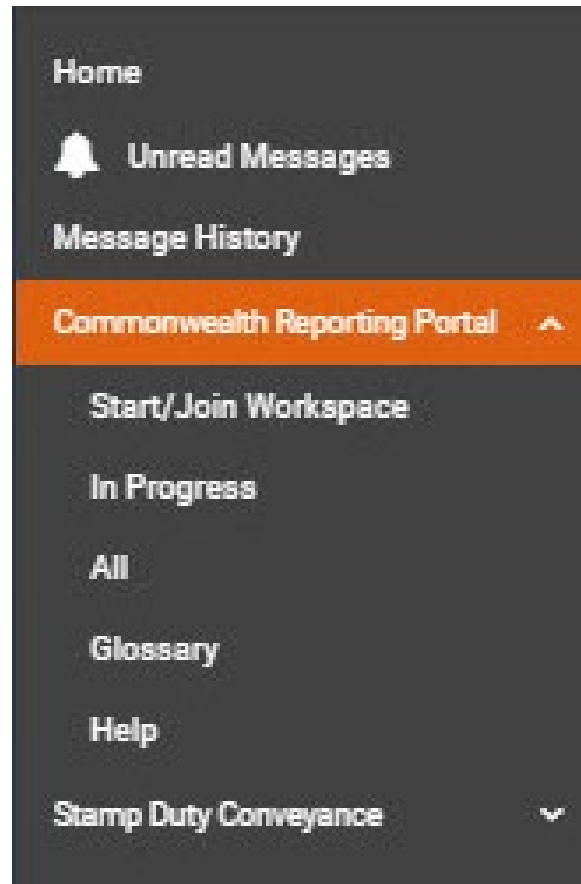 Home
Unread Messages
Message History
Commonwealth Reporting Portal
Start/Join Workspace
In Progress
All
Glossary
Help
Stamp Duty Conveyance